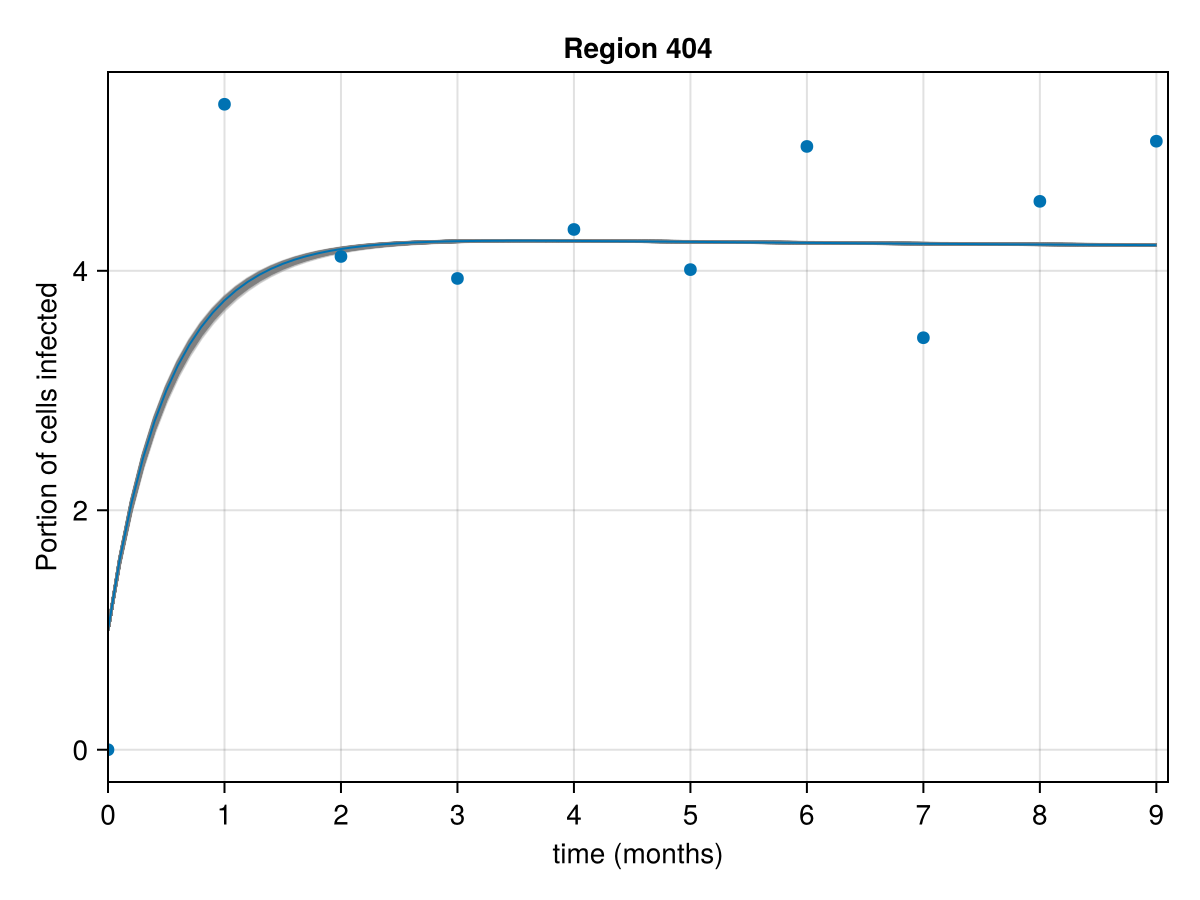 Region 404
Portion of cells infected
4
2
0
0 1 2 3 4 5 6 7 8 9
time (months)